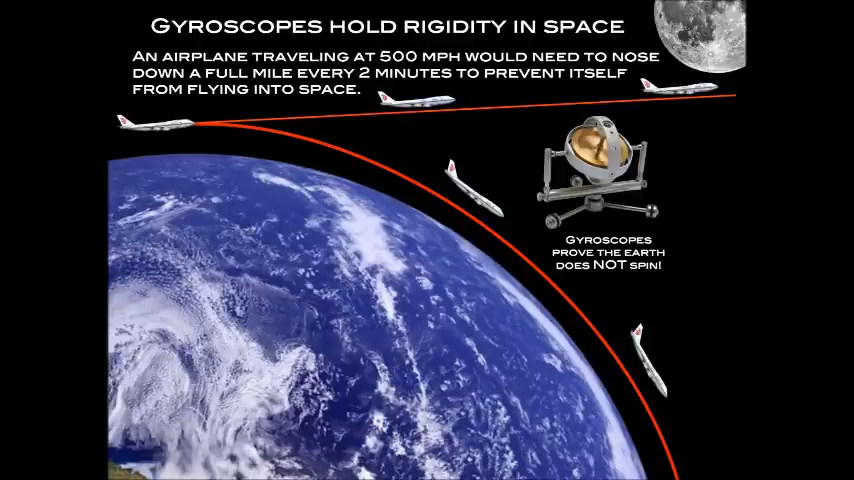 Gyroscopes hold rigidity in space
An airplane traveling at 500 mph would need to nose
down a full mile every 2 minutes to prevent itself
from flying into space.
Gyroscopes
prove the earth
does NOT spin!